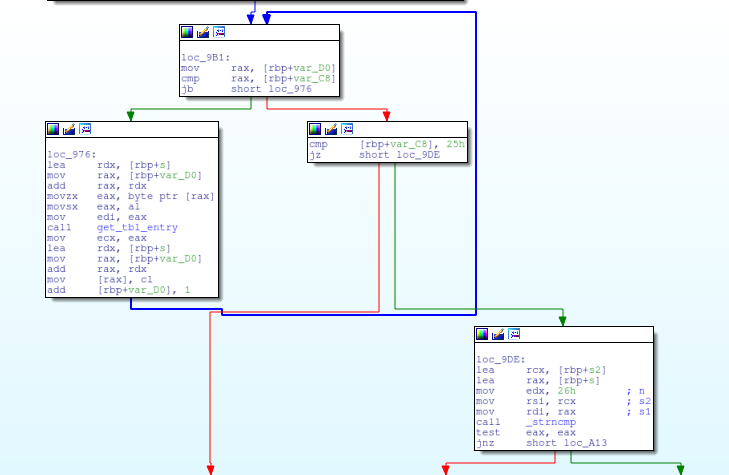 loc_9B1:
mov rax, [rbp+var_D0]
cmp rax, [rbp+var_C8]
jb short loc_976
loc_976:
lea rdx, [rbp+s]
mov rax, [rbp+var_D0]
add rax, rdx
movzx eax, byte ptr [rax]
movsx eax, al
mov edi, eax
call get_tbl_entry
mov ecx, eax
lea rdx, [rbp+s]
mov rax, [rbp+var_D0]
add rax, rdx
mov [rax], cl
add [rbp+var_D0], 1
cmp [rbp+var_C8], 25h
jz short loc_9DE
loc_9DE:
lea rcx, [rbp+s2]
lea rax, [rbp+s]
mov edx, 26h ; n
mov rsi, rcx ; s2
mov rdi, rax ; s1
call _strncmp
test eax, eax
jnz short loc_A13